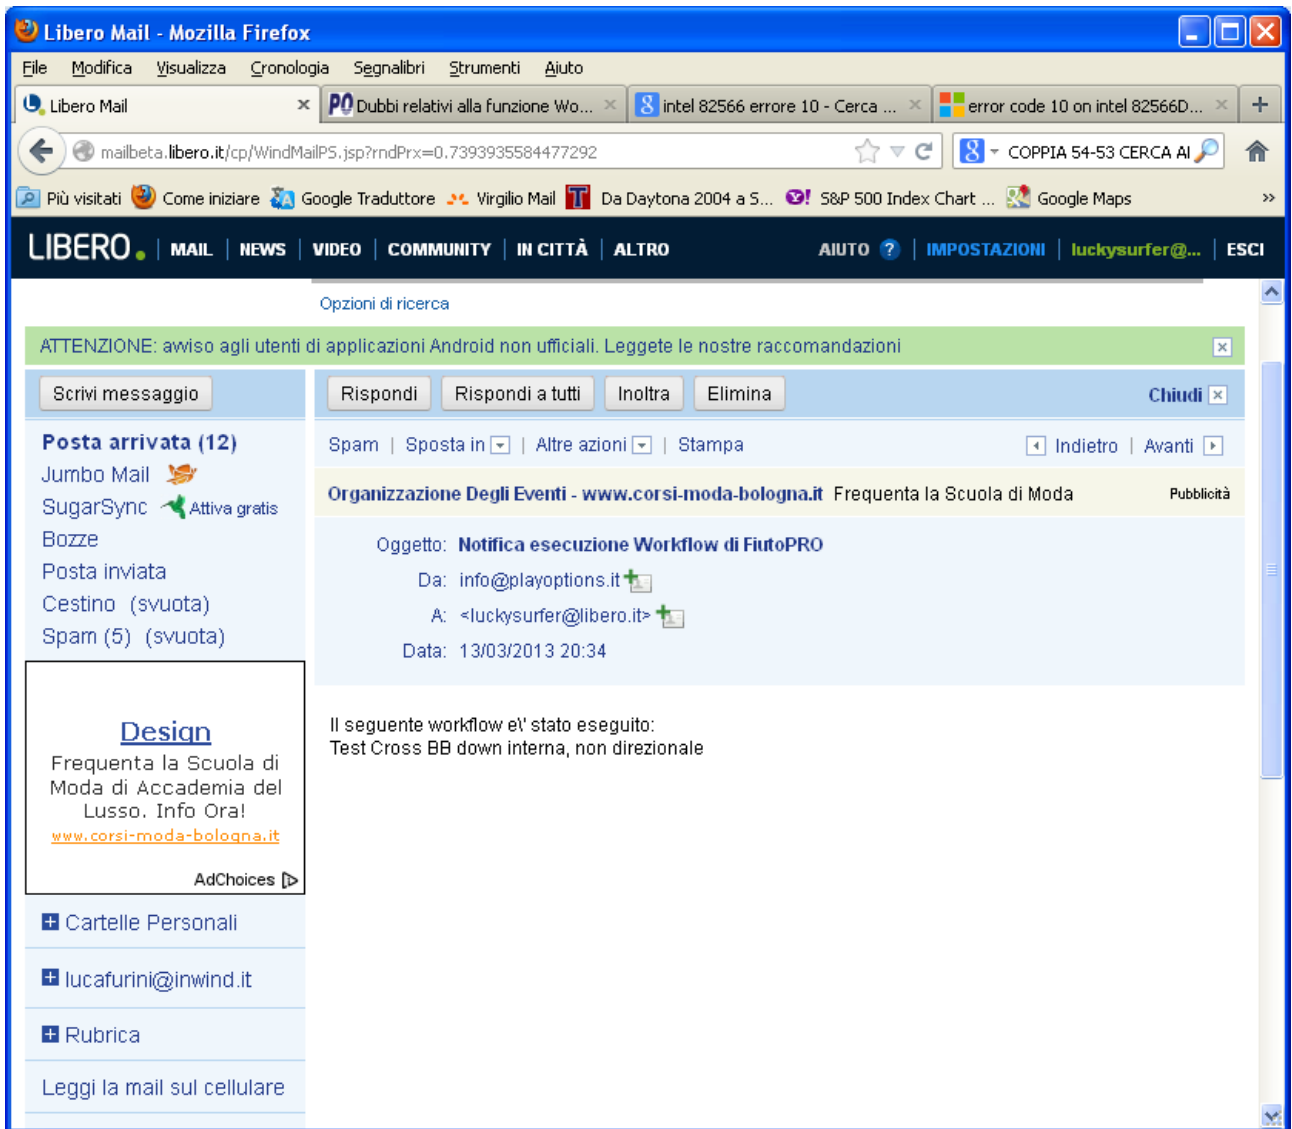 Libero Mail - Mozilla Firefox
File Modifica Visualizza Cronologia Segnalibri Strumenti Aiuto
Libero Mail Dubbi relativi alla funzione Wo... intel 82566 errore 10 - Cerca ... error code 10 on intel 82566D...
mailbeta.libero.it/cp/WindMailPS.jsp?rndPrx=0.7393935584477292 COPPIA 54-53 CERCA AI
Più visitati Come iniziare Google Traduttore Virgilio Mail Da Daytona 2004 a S... S&P 500 Index Chart ... Google Maps »
LIBERO. | MAIL | NEWS | VIDEO | COMMUNITY | IN CITTÀ | ALTRO AIUTO ? | IMPOSTAZIONI | luckysurfer@... | ESCI
Opzioni di ricerca
ATTENZIONE: avviso agli utenti di applicazioni Android non ufficiali. Leggete le nostre raccomandazioni
Scrivi messaggio
Rispondi Rispondi a tutti Inoltra Elimina Chiudi
Posta arrivata (12)
Jumbo Mail
SugarSync Attiva gratis
Bozze
Posta inviata
Cestino (svuota)
Spam (5) (svuota)
Spam | Sposta in | Altre azioni | Stampa Indietro | Avanti
Organizzazione Degli Eventi - www.corsi-moda-bologna.it Frequenta la Scuola di Moda Pubblicità
Oggetto: Notifica esecuzione Workflow di FiutoPRO
Da: info@playoptions.it
A: <luckysurfer@libero.it>
Data: 13/03/2013 20:34
Il seguente workflow e\' stato eseguito:
Test Cross BB down interna, non direzionale
Design
Frequenta la Scuola di
Moda di Accademia del
Lusso. Info Ora!
www.corsi-moda-bologna.it
AdChoices
Cartelle Personali
lucafurini@inwind.it
Rubrica
Leggi la mail sul cellulare